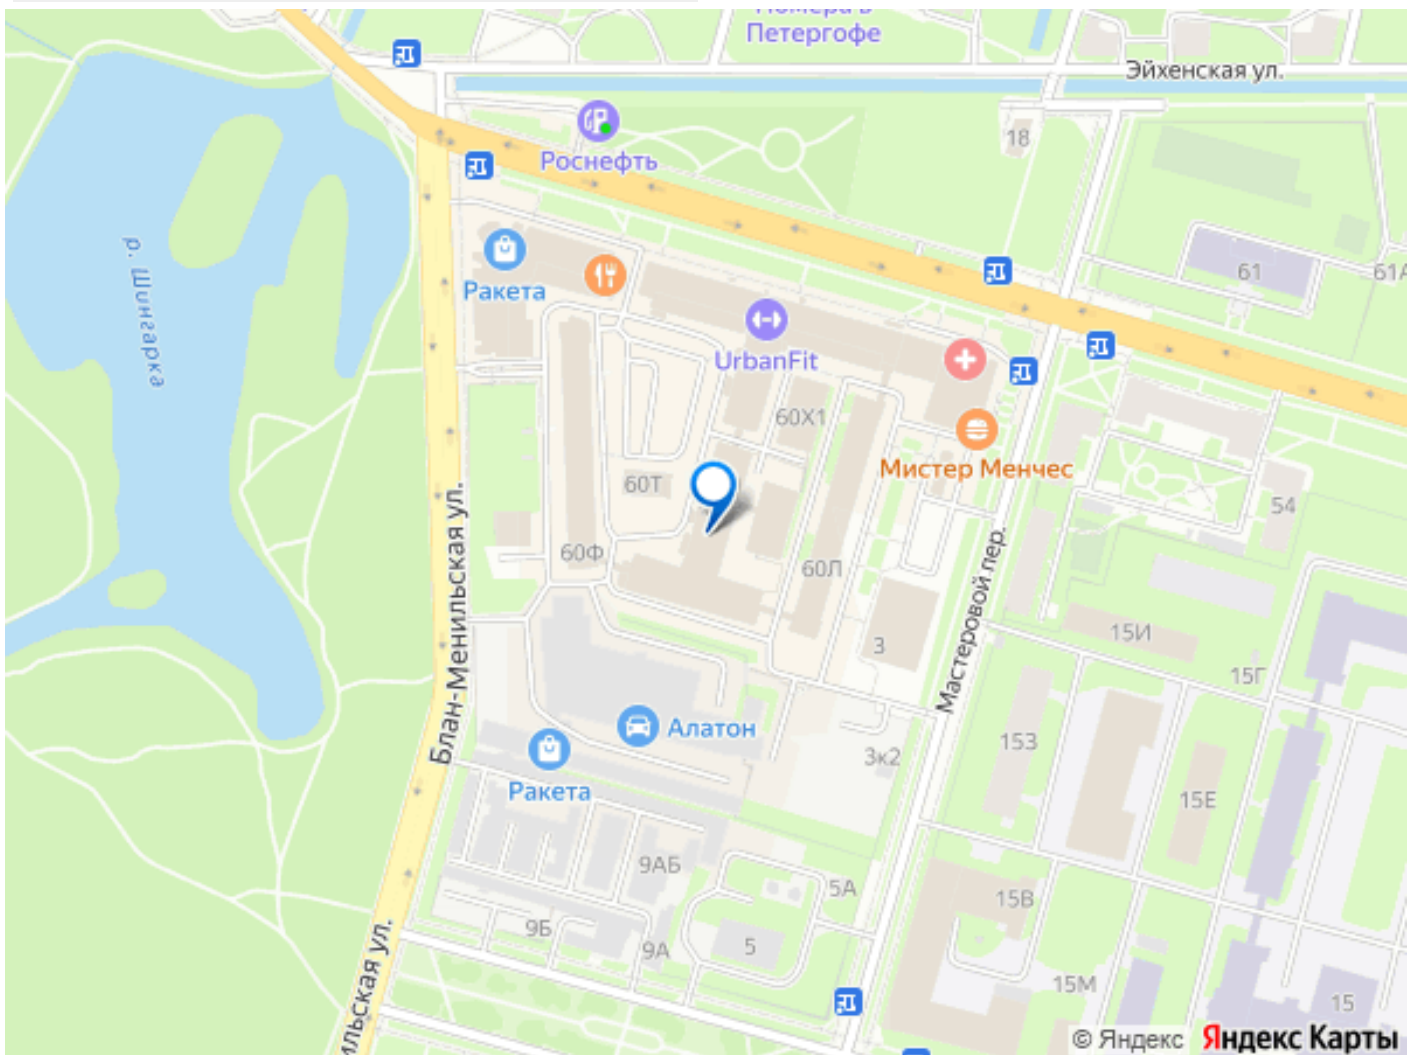 Номера в
Петергофе
Эйхенская ул.
18
Роснефть
61
61А
р. Шингарка
Ракета
UrbanFit
60Х1
Мистер Менчес
60Т
54
60Ф
60Л
Блан-Менильская ул.
Мастеровой пер.
3
15И
15Г
Алатон
153
3к2
Ракета
15Е
9АБ
5А
15В
9Б
9А
5
15М
15
ильская ул.
© Яндекс Яндекс Карты